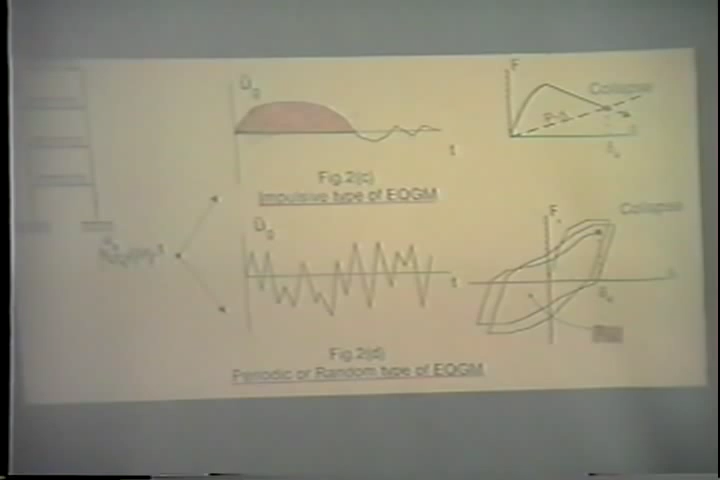 Ü g
F
Collapse
P-Δ
t
Fig.2(c)
Impulsive type of EQGM
Ü g
F
Collapse
t
Fig.2(d)
Periodic or Random type of EQGM